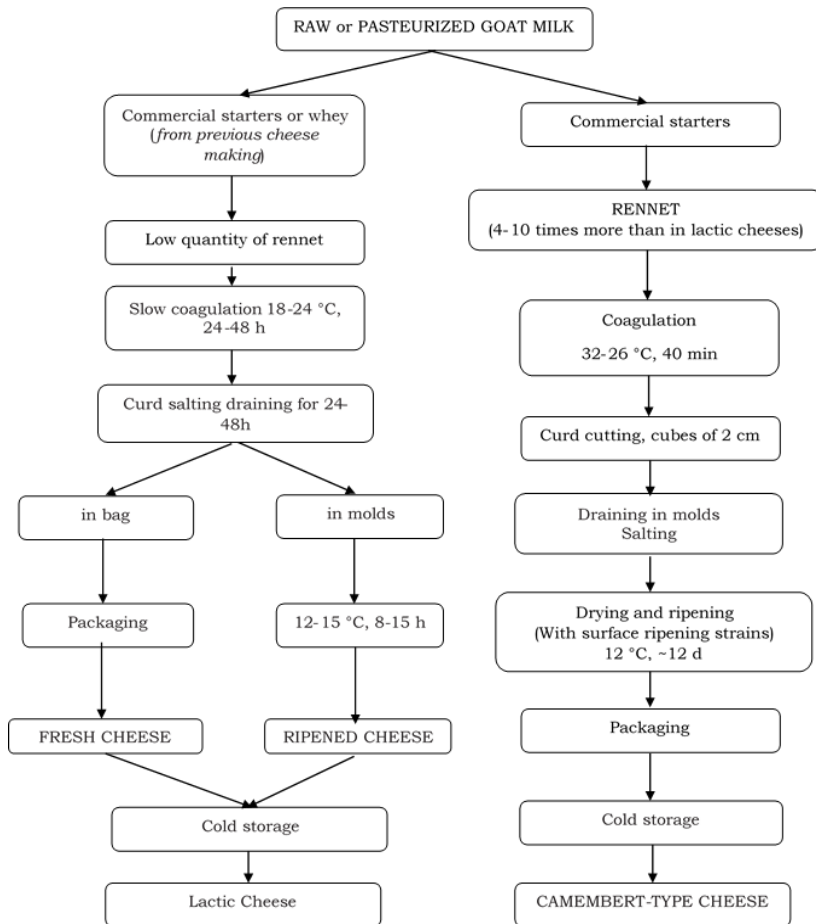 RAW or PASTEURIZED GOAT MILK
Commercial starters or whey
(from previous cheese
making)
Low quantity of rennet
Slow coagulation 18-24 °C,
24-48 h
Curd salting draining for 24-
48h
in bag
Packaging
FRESH CHEESE
in molds
12-15 °C, 8-15 h
RIPENED CHEESE
Cold storage
Lactic Cheese
Commercial starters
RENNET
(4-10 times more than in lactic cheeses)
Coagulation
32-26 °C, 40 min
Curd cutting, cubes of 2 cm
Draining in molds
Salting
Drying and ripening
(With surface ripening strains)
12 °C, ~12 d
Packaging
Cold storage
CAMEMBERT-TYPE CHEESE